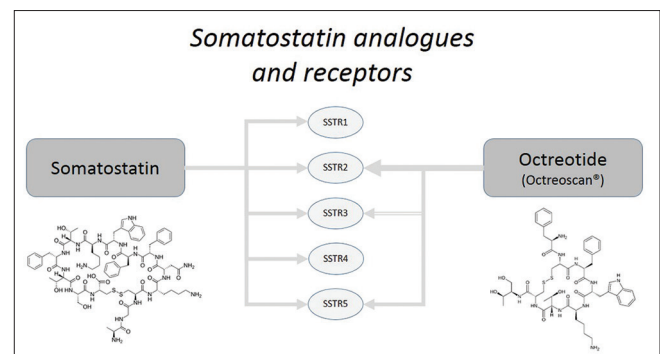 Somatostatin analogues
and receptors
SSTR1
Somatostatin
SSTR2
Octreotide
(Octreoscan®)
SSTR3
SSTR4
SSTR5